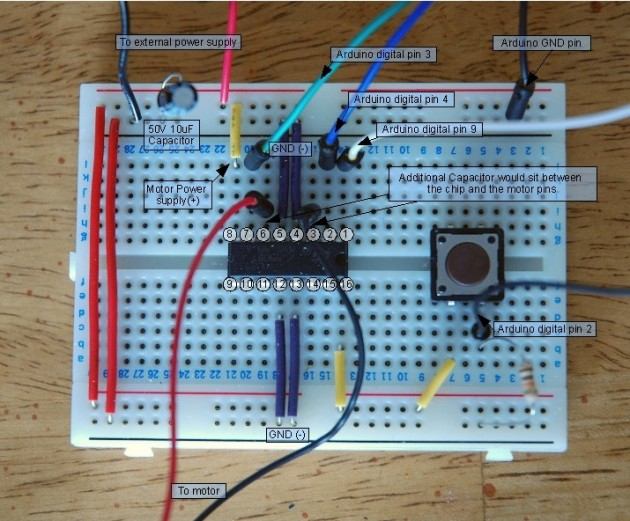 To external power supply
Arduino digital pin 3
Arduino GND pin
50V 10uF
Capacitor
GND (-)
Arduino digital pin 4
Arduino digital pin 9
Motor Power
supply(+)
Additional Capacitor would sit between
the chip and the motor pins.
8 7 6 5 4 3 2 1
9 10 11 12 13 14 15 16
Arduino digital pin 2
GND (-)
To motor